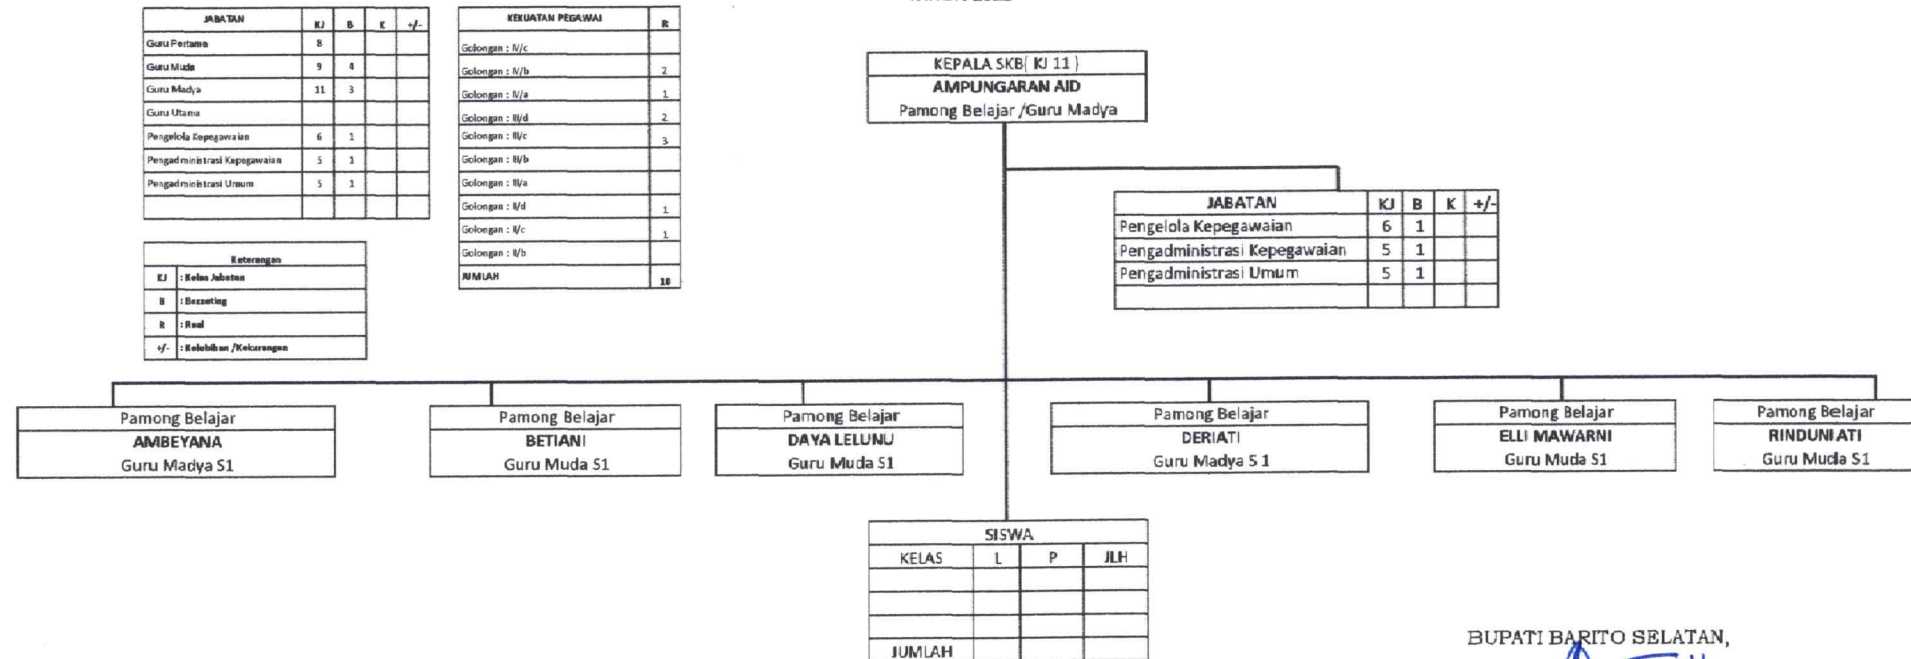 JABATAN KJ B K +/-
Guru Pertama 8
Guru Muda 9 4
Guru Madya 11 3
Guru Utama
Pengelola Kepegawaian 6 1
Pengadministrasi Kepegawaian 5 1
Pengadministrasi Umum 5 1
KEKUATAN PEGAWAI R
Golongan : IV/c
Golongan : IV/b 2
Golongan : IV/a 1
Golongan : III/d 2
Golongan : III/c 3
Golongan : III/b
Golongan : III/a
Golongan : II/d 1
Golongan : II/c 1
Golongan : II/b
JUMLAH 10
Keterangan
KJ : Kelas Jabatan
B : Bezzeting
R : Real
+/- : Kelebihan /Kekurangan
KEPALA SKB( KJ 11 )
AMPUNGARAN AID
Pamong Belajar /Guru Madya
JABATAN KJ B K +/-
Pengelola Kepegawaian 6 1
Pengadministrasi Kepegawaian 5 1
Pengadministrasi Umum 5 1
Pamong Belajar
AMBEYANA
Guru Madya S1
Pamong Belajar
BETIANI
Guru Muda S1
Pamong Belajar
DAYA LELUNU
Guru Muda S1
Pamong Belajar
DERIATI
Guru Madya S 1
Pamong Belajar
ELLI MAWARNI
Guru Muda S1
Pamong Belajar
RINDUNIATI
Guru Muda S1
SISWA
KELAS L P JLH
JUMLAH
BUPATI BARITO SELATAN,